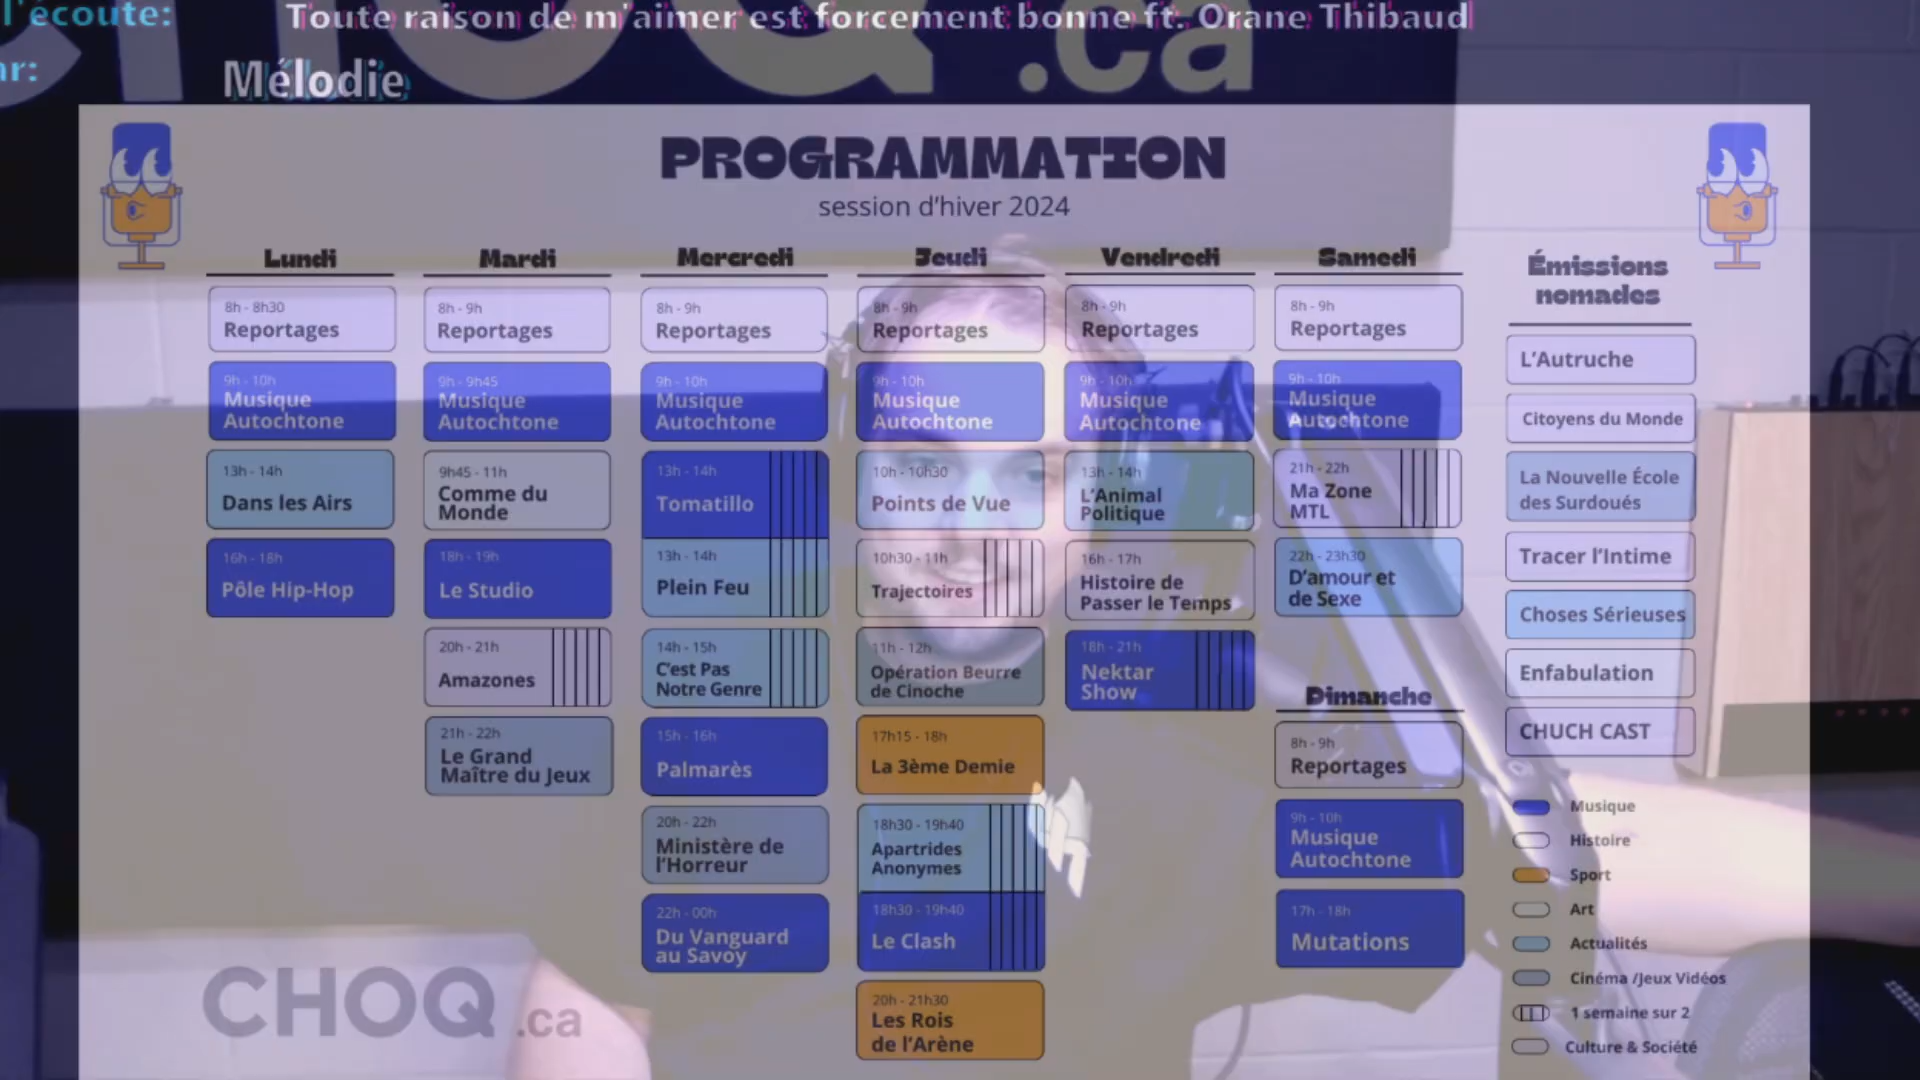 l'écoute:
Toute raison de m'aimer est forcement bonne ft. Orane Thibaud
ar:
Mélodie
.ca
PROGRAMMATION
session d'hiver 2024
Lundi
8h - 8h30
Reportages
9h - 10h
Musique
Autochtone
13h - 14h
Dans les Airs
16h - 18h
Pôle Hip-Hop
Mardi
8h - 9h
Reportages
9h - 9h45
Musique
Autochtone
9h45 - 11h
Comme du
Monde
18h - 19h
Le Studio
20h - 21h
Amazones
21h - 22h
Le Grand
Maître du Jeux
Mercredi
8h - 9h
Reportages
9h - 10h
Musique
Autochtone
13h - 14h
Tomatillo
13h - 14h
Plein Feu
14h - 15h
C'est Pas
Notre Genre
15h - 16h
Palmarès
20h - 22h
Ministère de
l'Horreur
22h - 00h
Du Vanguard
au Savoy
Jeudi
8h - 9h
Reportages
9h - 10h
Musique
Autochtone
10h - 10h30
Points de Vue
10h30 - 11h
Trajectoires
11h - 12h
Opération Beurre
de Cinoche
17h15 - 18h
La 3ème Demie
18h30 - 19h40
Apartrides
Anonymes
18h30 - 19h40
Le Clash
20h - 21h30
Les Rois
de l'Arène
Vendredi
8h - 9h
Reportages
9h - 10h
Musique
Autochtone
13h - 14h
L'Animal
Politique
16h - 17h
Histoire de
Passer le Temps
18h - 21h
Nektar
Show
Samedi
8h - 9h
Reportages
9h - 10h
Musique
Autochtone
21h - 22h
Ma Zone
MTL
22h - 23h30
D'amour et
de Sexe
Dimanche
8h - 9h
Reportages
9h - 10h
Musique
Autochtone
17h - 18h
Mutations
Émissions
nomades
L'Autruche
Citoyens du Monde
La Nouvelle École
des Surdoués
Tracer l'Intime
Choses Sérieuses
Enfabulation
CHUCH CAST
Musique
Histoire
Sport
Art
Actualités
Cinéma /Jeux Vidéos
1 semaine sur 2
Culture & Société
CHOQ.ca